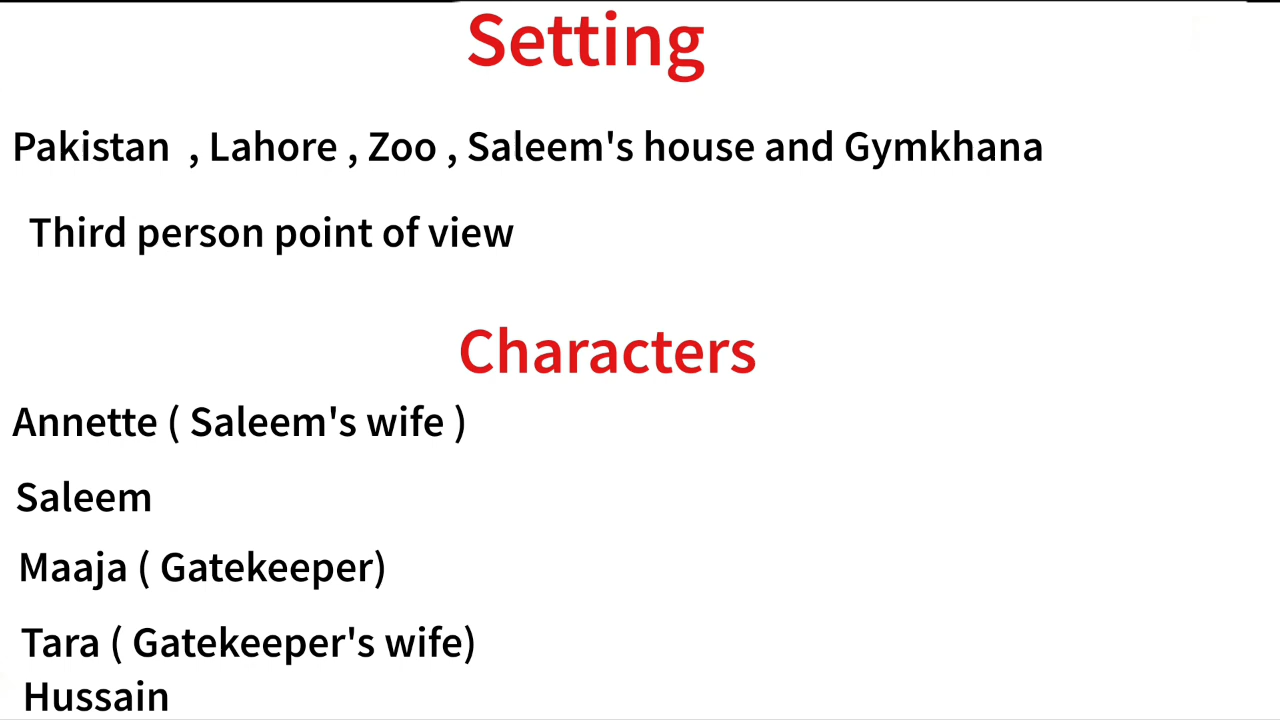 Setting
Pakistan , Lahore , Zoo , Saleem's house and Gymkhana
Third person point of view
Characters
Annette ( Saleem's wife )
Saleem
Maaja ( Gatekeeper)
Tara ( Gatekeeper's wife)
Hussain